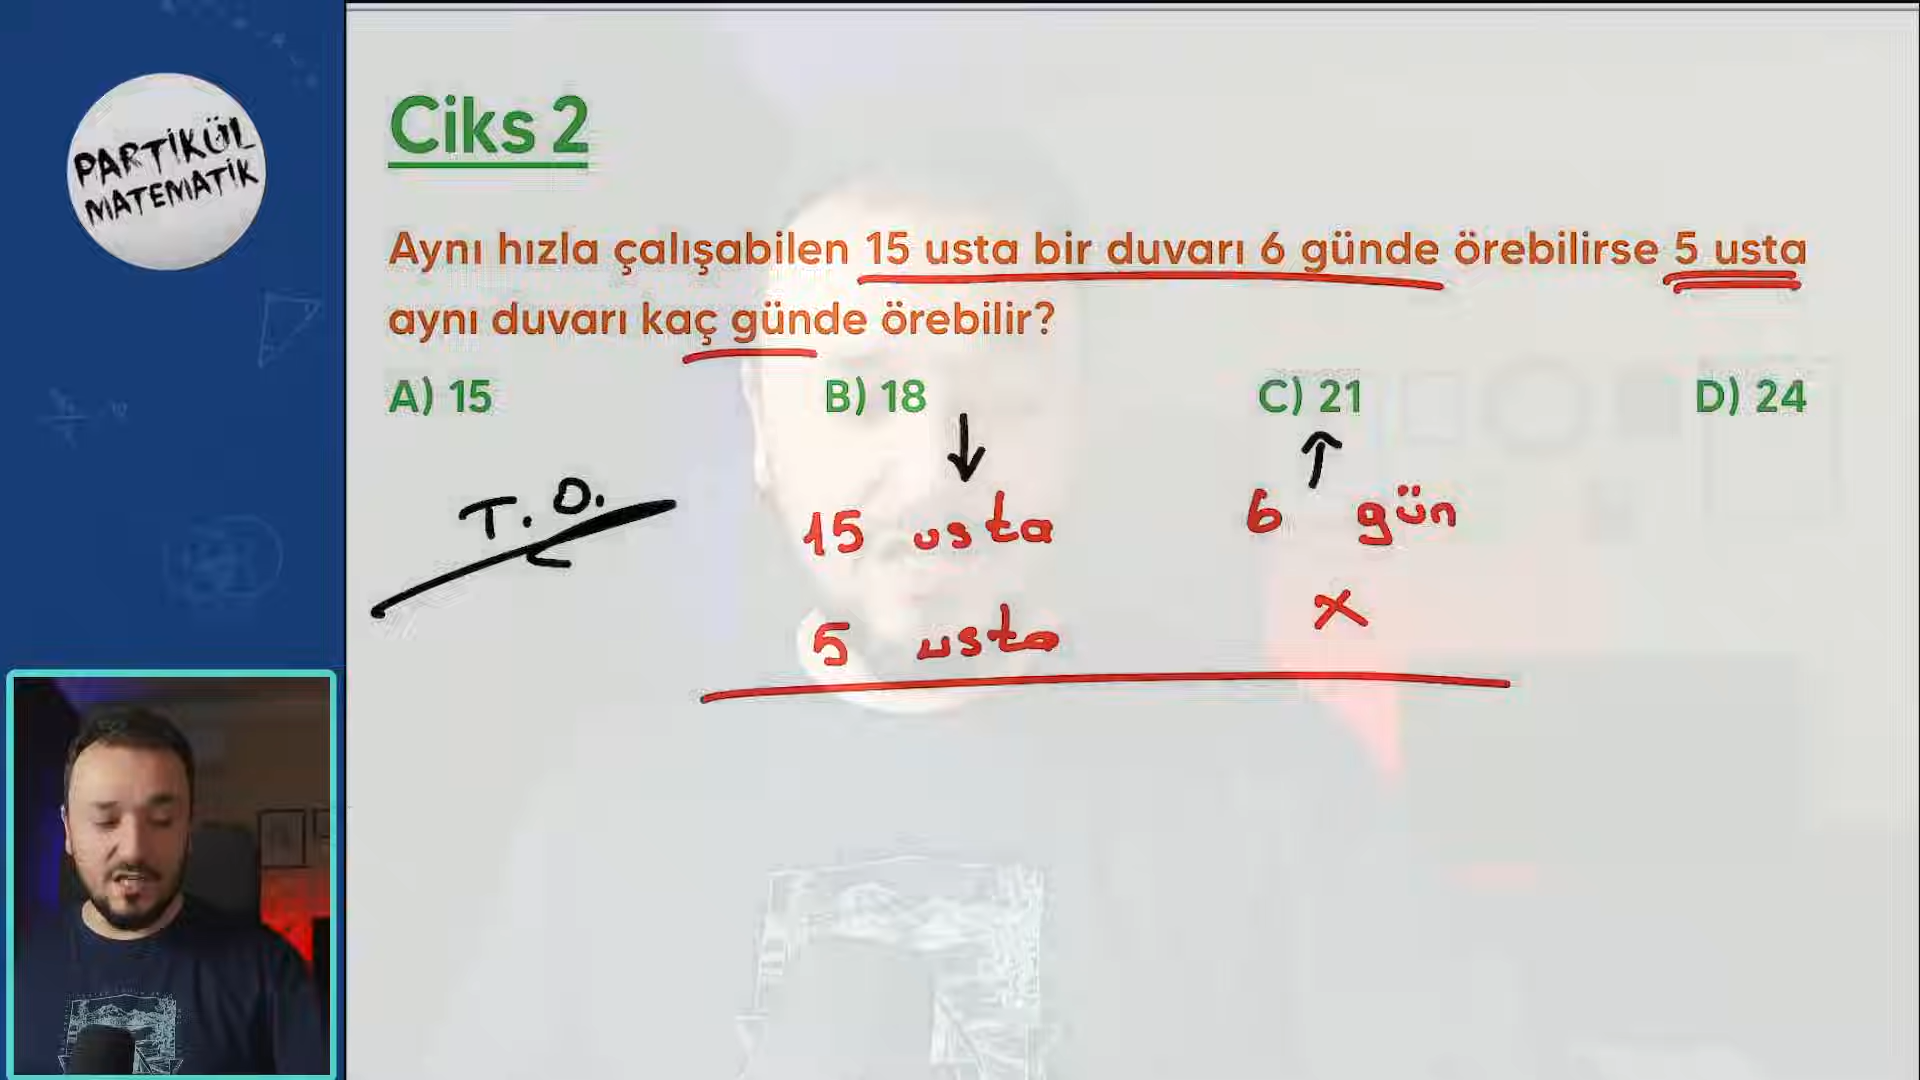 PARTİKÜL
MATEMATİK
Ciks 2
Aynı hızla çalışabilen 15 usta bir duvarı 6 günde örebilirse 5 usta
aynı duvarı kaç günde örebilir?
A) 15 B) 18 C) 21 D) 24
T.O.
15 usta 6 gün
5 usta x